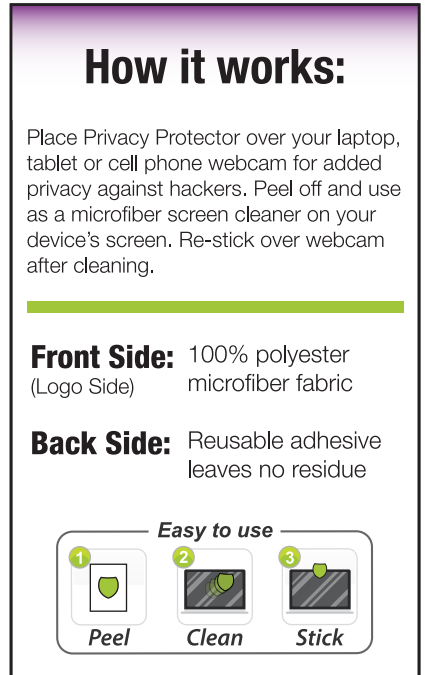 How it works:
Place Privacy Protector over your laptop,
tablet or cell phone webcam for added
privacy against hackers. Peel off and use
as a microfiber screen cleaner on your
device's screen. Re-stick over webcam
after cleaning.
Front Side: 100% polyester
(Logo Side) microfiber fabric
Back Side: Reusable adhesive
leaves no residue
Easy to use
1 2 3
Peel Clean Stick